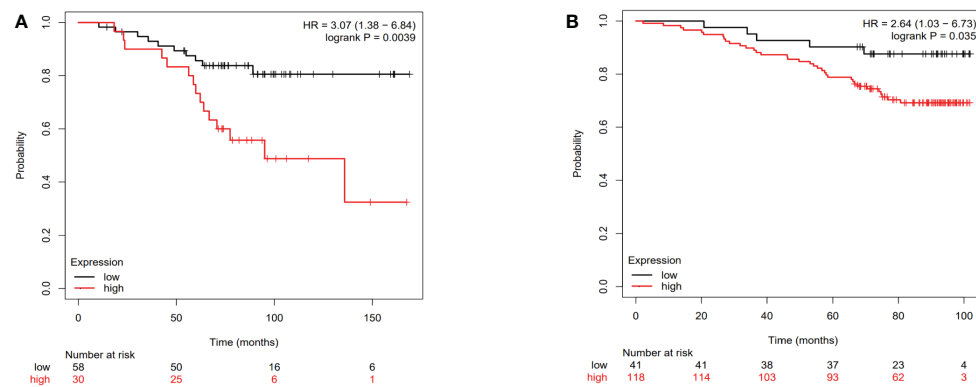 A
HR = 3.07 (1.38 − 6.84)
logrank P = 0.0039
Probability
1.0
0.8
0.6
0.4
0.2
0.0
Expression
low
high
0 50 100 150
Time (months)
Number at risk
low 58 50 16 6
high 30 25 6 1
B
HR = 2.64 (1.03 − 6.73)
logrank P = 0.035
Probability
1.0
0.8
0.6
0.4
0.2
0.0
Expression
low
high
0 20 40 60 80 100
Time (months)
Number at risk
low 41 41 38 37 23 4
high 118 114 103 93 62 3